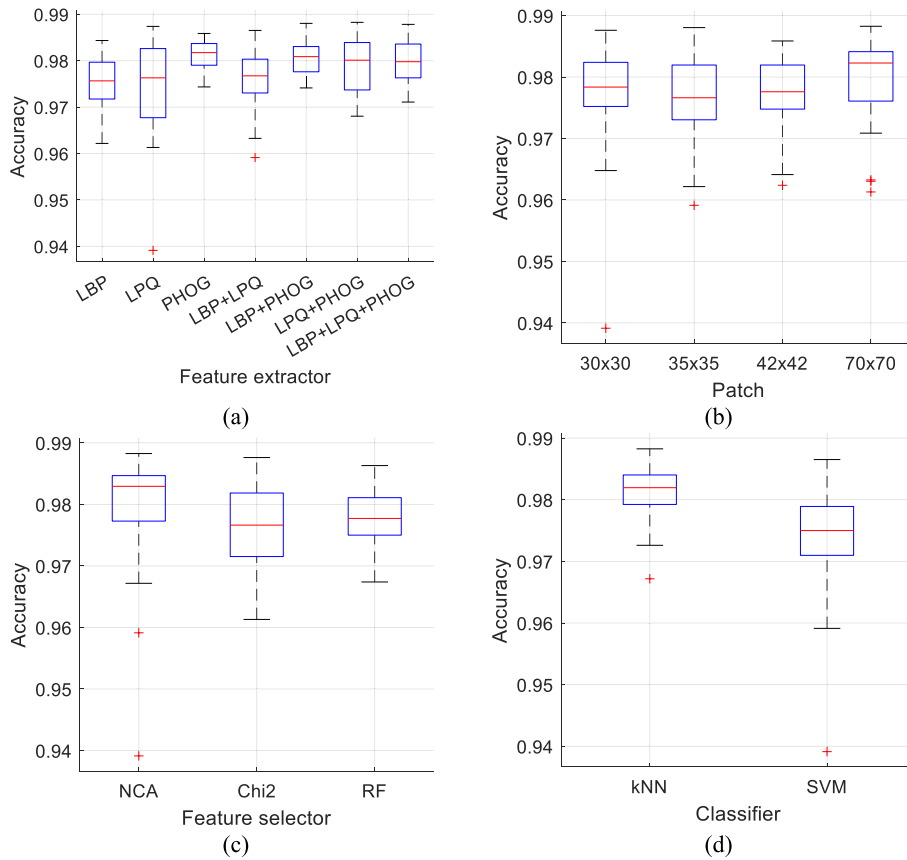 0.99
0.98
0.97
0.96
0.95
0.94
Accuracy
LBP
LPQ
PHOG
LBP+LPQ
LBP+PHOG
LPQ+PHOG
LBP+LPQ+PHOG
Feature extractor
(a)
0.99
0.98
0.97
0.96
0.95
0.94
Accuracy
30x30 35x35 42x42 70x70
Patch
(b)
0.99
0.98
0.97
0.96
0.95
0.94
Accuracy
NCA Chi2 RF
Feature selector
(c)
0.99
0.98
0.97
0.96
0.95
0.94
Accuracy
kNN SVM
Classifier
(d)